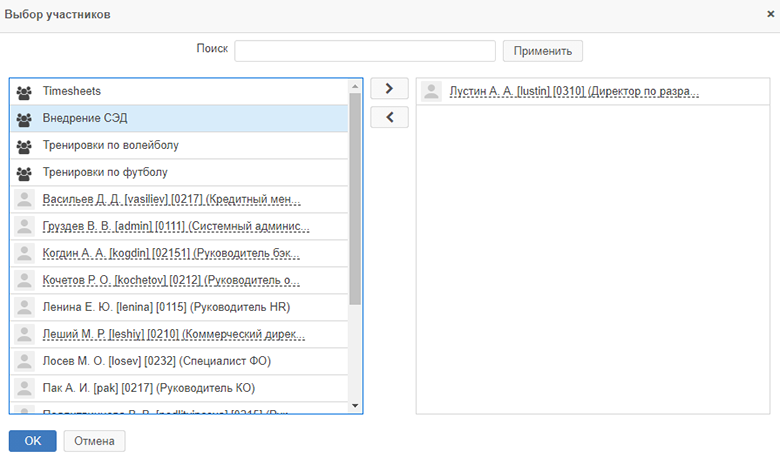 Выбор участников
Поиск
Применить
Timesheets
Внедрение СЭД
Тренировки по волейболу
Тренировки по футболу
Васильев Д. Д. [vasiliev] [0217] (Кредитный мен...
Груздев В. В. [admin] [0111] (Системный админис...
Когдин А. А. [kogdin] [02151] (Руководитель бэк...
Кочетов Р. О. [kochetov] [0212] (Руководитель о...
Ленина Е. Ю. [lenina] [0115] (Руководитель HR)
Леший М. Р. [leshiy] [0210] (Коммерческий дирек...
Лосев М. О. [losev] [0232] (Специалист ФО)
Пак А. И. [pak] [0217] (Руководитель КО)
Лустин А. А. [lustin] [0310] (Директор по разра...
OK
Отмена